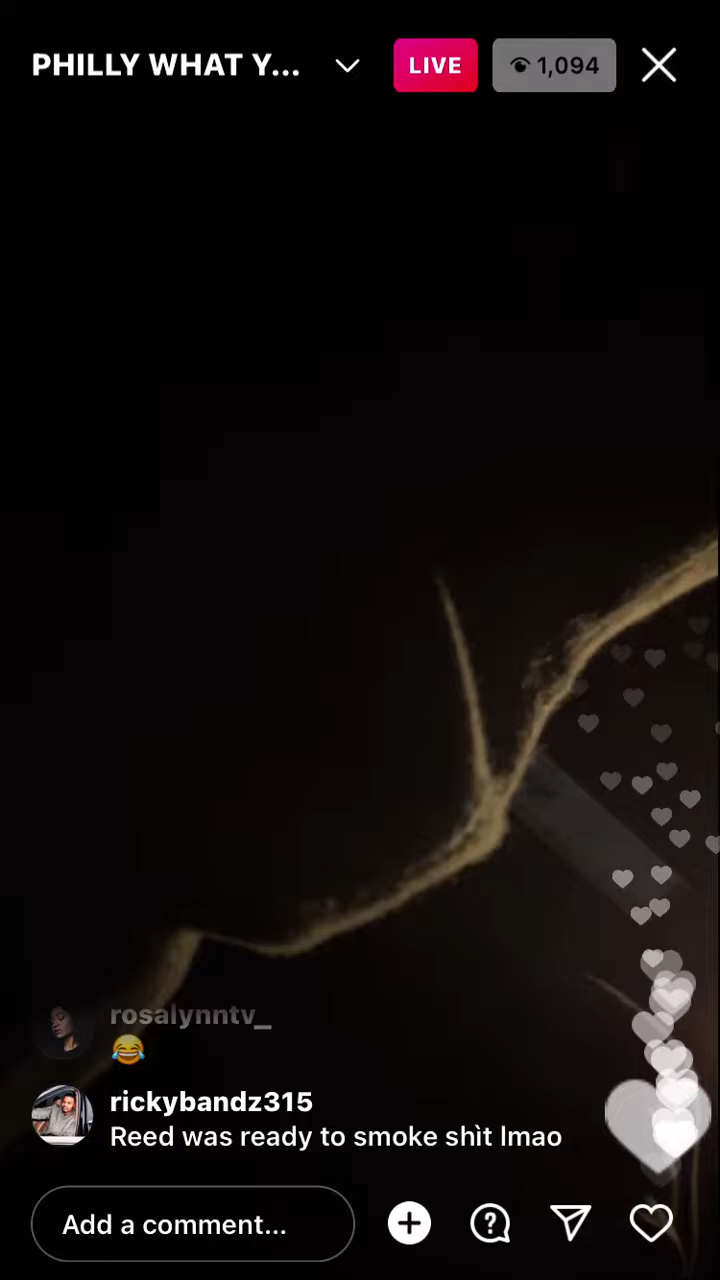 PHILLY WHAT Y...
LIVE
1,094
rosalynntv_
😂
rickybandz315
Reed was ready to smoke shìt lmao
Add a comment...